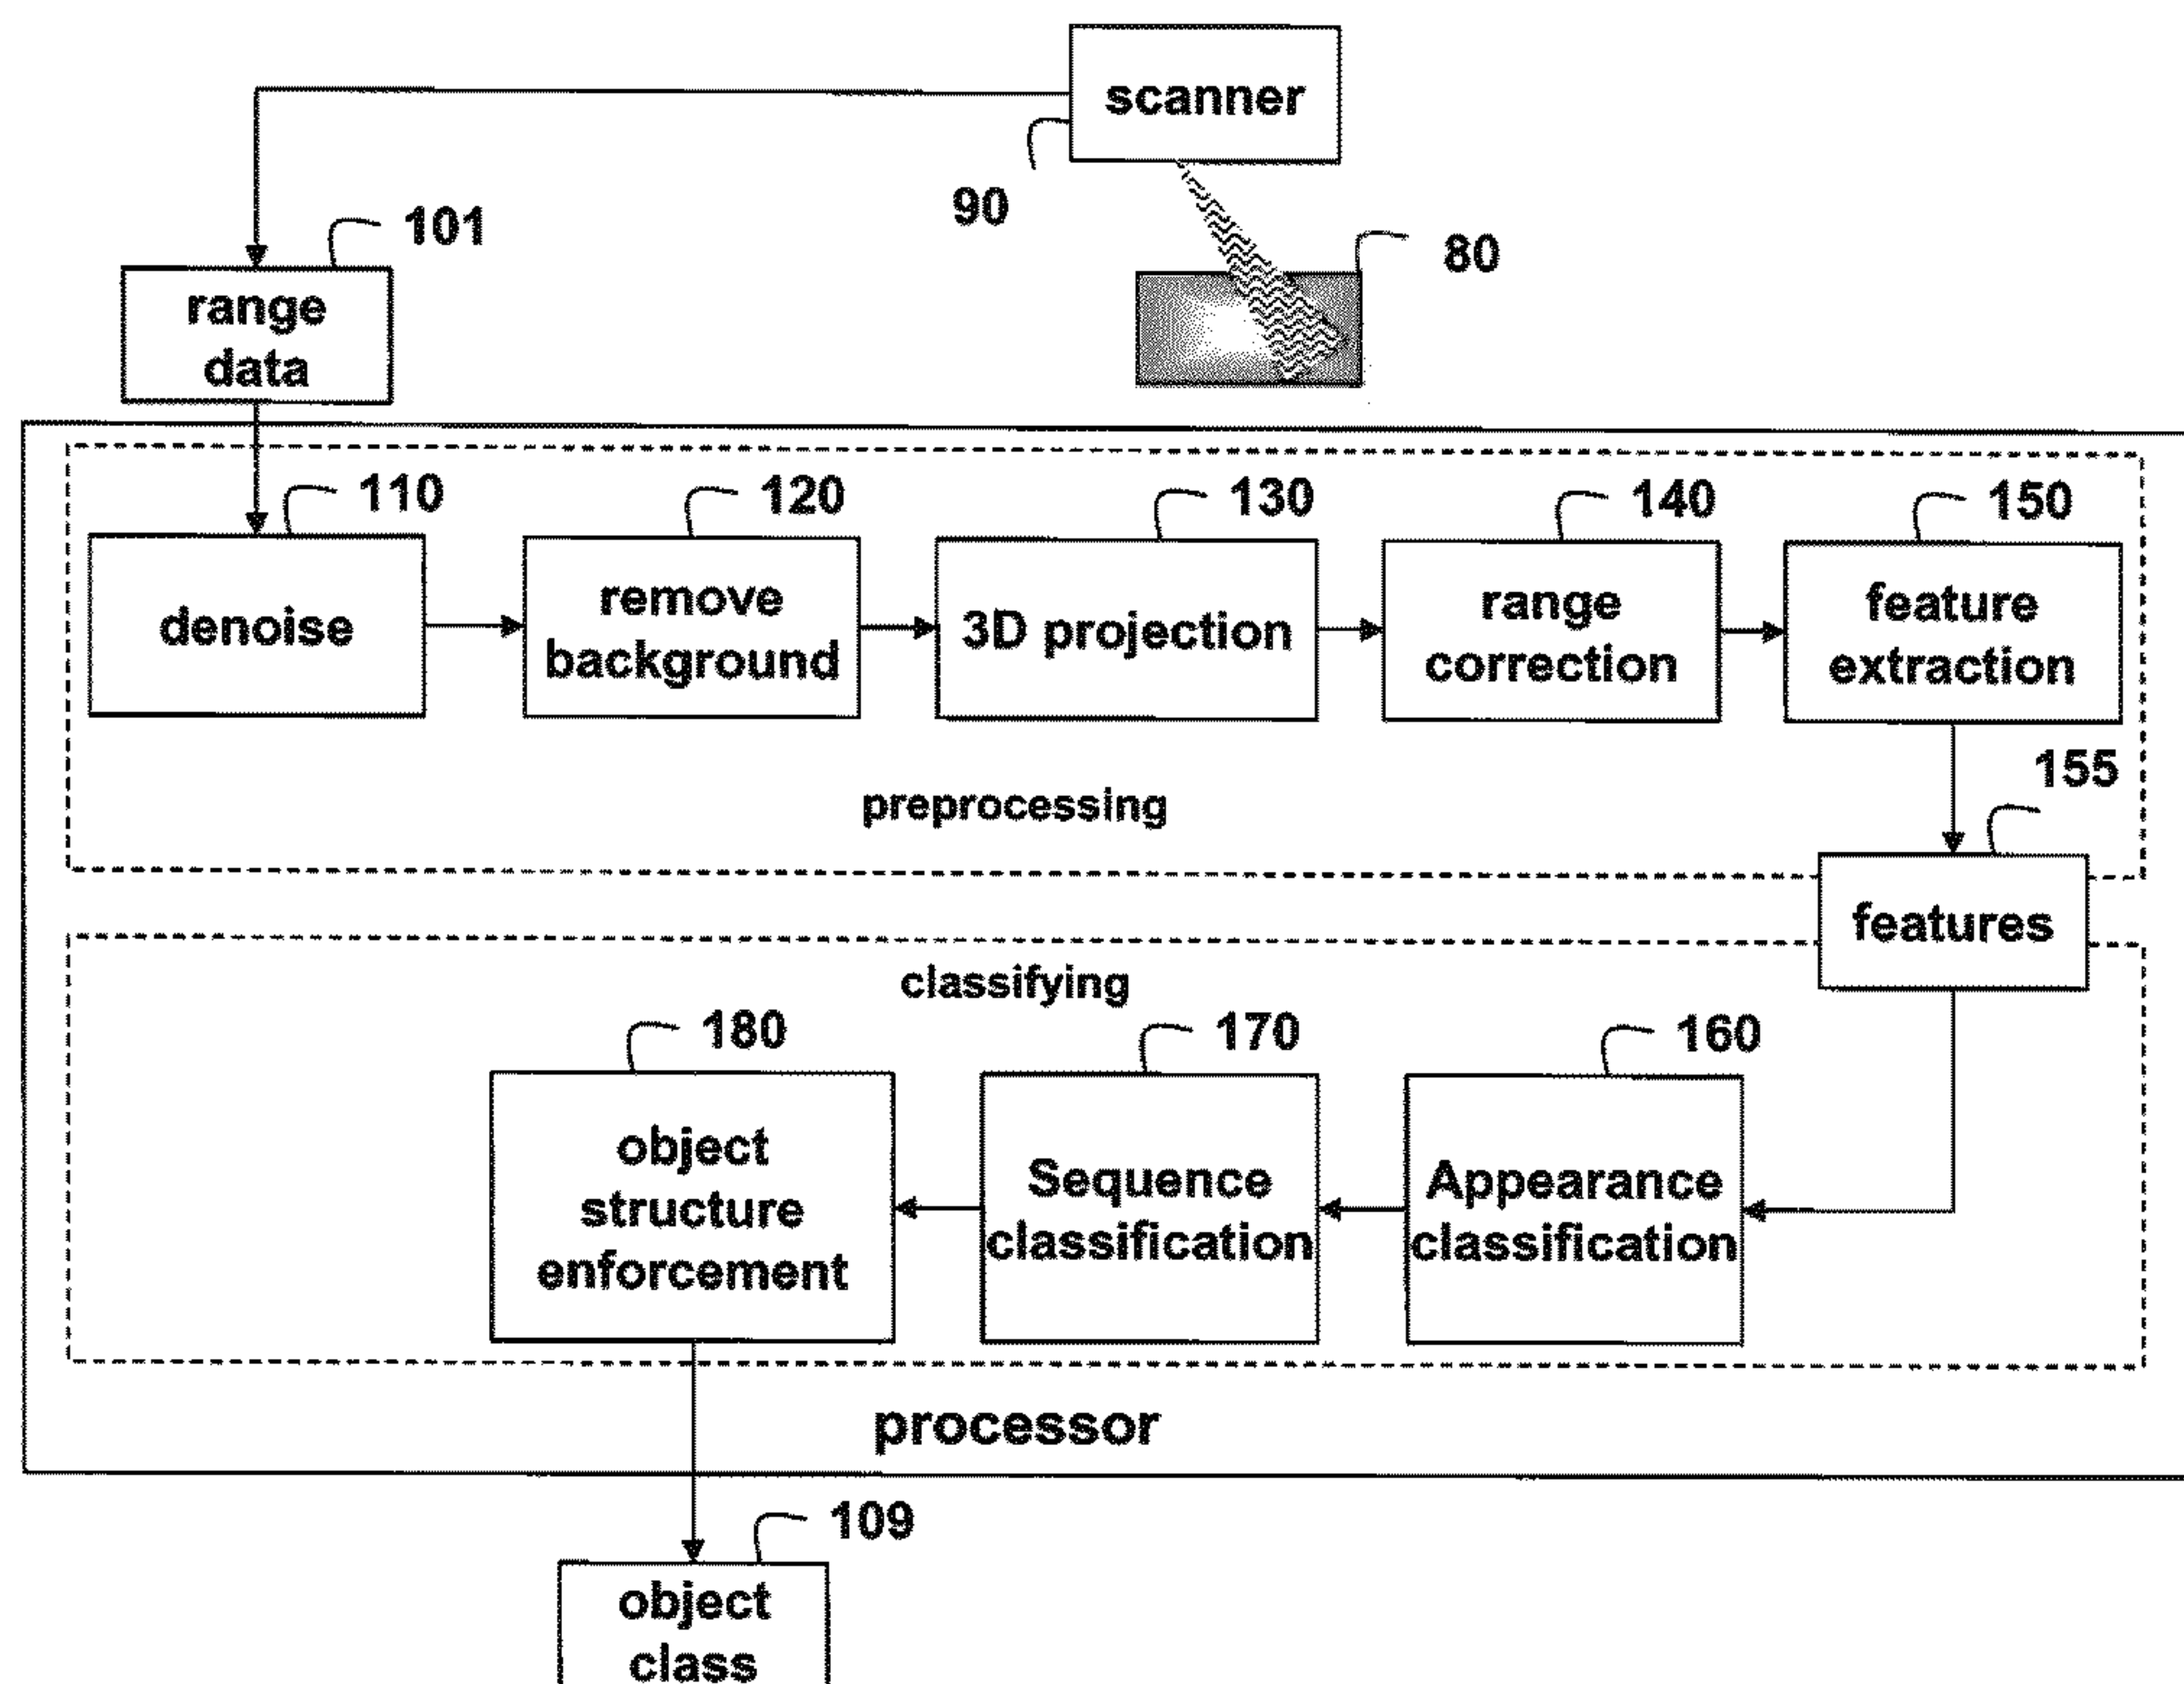 scanner
90
80
101
range
data
110
120
130
140
150
denoise
remove
background
3D projection
range
correction
feature
extraction
155
preprocessing
features
classifying
180
170
160
object
structure
enforcement
Sequence
classification
Appearance
classification
processor
109
object
class